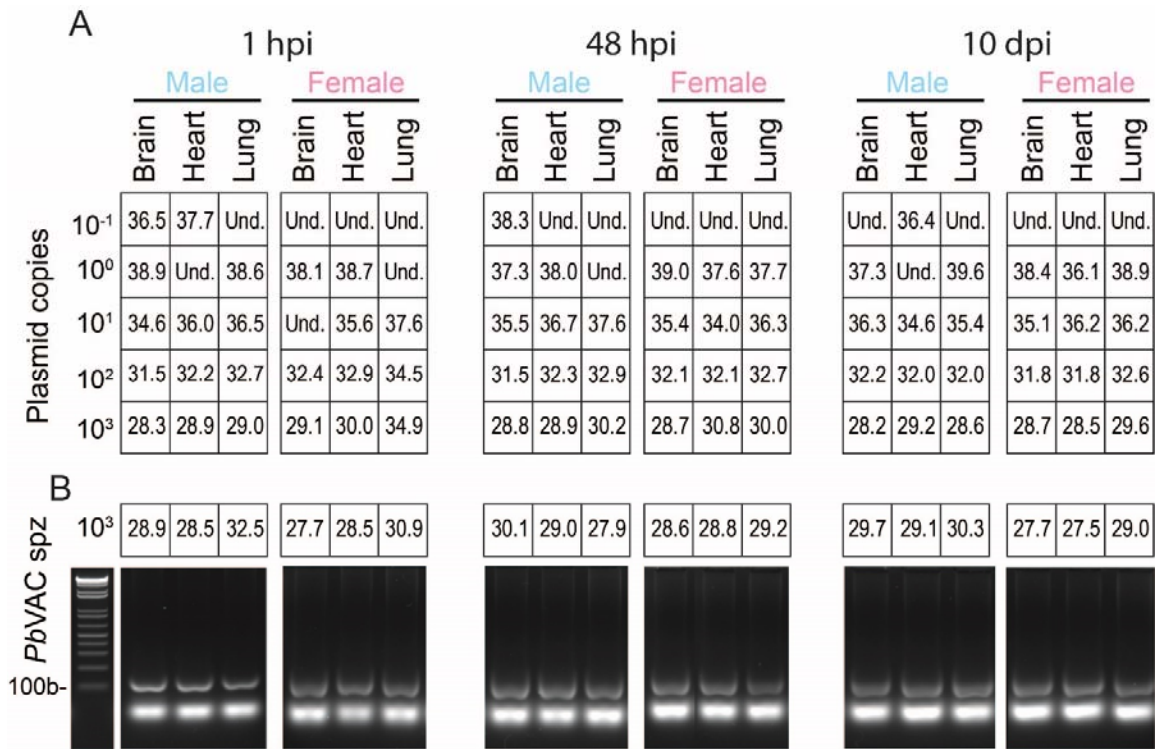 A
1 hpi 48 hpi 10 dpi
Male Female Male Female Male Female
Brain Heart Lung Brain Heart Lung Brain Heart Lung Brain Heart Lung Brain Heart Lung Brain Heart Lung
Plasmid copies
10⁻¹ 36.5 37.7 Und. Und. Und. Und. 38.3 Und. Und. Und. Und. Und. Und. 36.4 Und. Und. Und. Und.
10⁰ 38.9 Und. 38.6 38.1 38.7 Und. 37.3 38.0 Und. 39.0 37.6 37.7 37.3 Und. 39.6 38.4 36.1 38.9
10¹ 34.6 36.0 36.5 Und. 35.6 37.6 35.5 36.7 37.6 35.4 34.0 36.3 36.3 34.6 35.4 35.1 36.2 36.2
10² 31.5 32.2 32.7 32.4 32.9 34.5 31.5 32.3 32.9 32.1 32.1 32.7 32.2 32.0 32.0 31.8 31.8 32.6
10³ 28.3 28.9 29.0 29.1 30.0 34.9 28.8 28.9 30.2 28.7 30.8 30.0 28.2 29.2 28.6 28.7 28.5 29.6
B
PbVAC spz
10³ 28.9 28.5 32.5 27.7 28.5 30.9 30.1 29.0 27.9 28.6 28.8 29.2 29.7 29.1 30.3 27.7 27.5 29.0
100b-